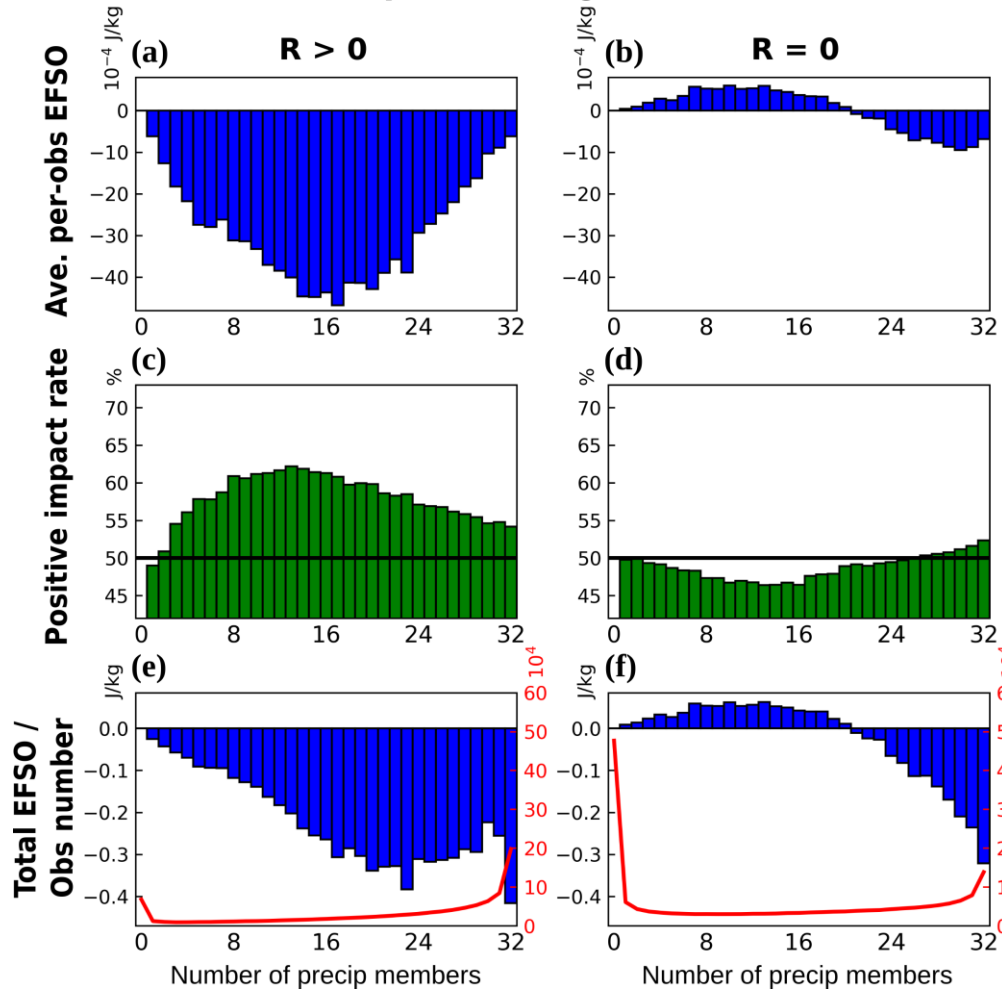 (a) R > 0
(b) R = 0
Ave. per-obs EFSO
10⁻⁴ J/kg
0
−10
−20
−30
−40
0 8 16 24 32
10⁻⁴ J/kg
0
−10
−20
−30
−40
0 8 16 24 32
Positive impact rate
(c)
%
70
65
60
55
50
45
0 8 16 24 32
(d)
%
70
65
60
55
50
45
0 8 16 24 32
Total EFSO /
Obs number
(e)
J/kg
10⁴
0.0
−0.1
−0.2
−0.3
−0.4
60
50
40
30
20
10
0
0 8 16 24 32
Number of precip members
(f)
J/kg
0.0
−0.1
−0.2
−0.3
−0.4
0 8 16 24 32
Number of precip members